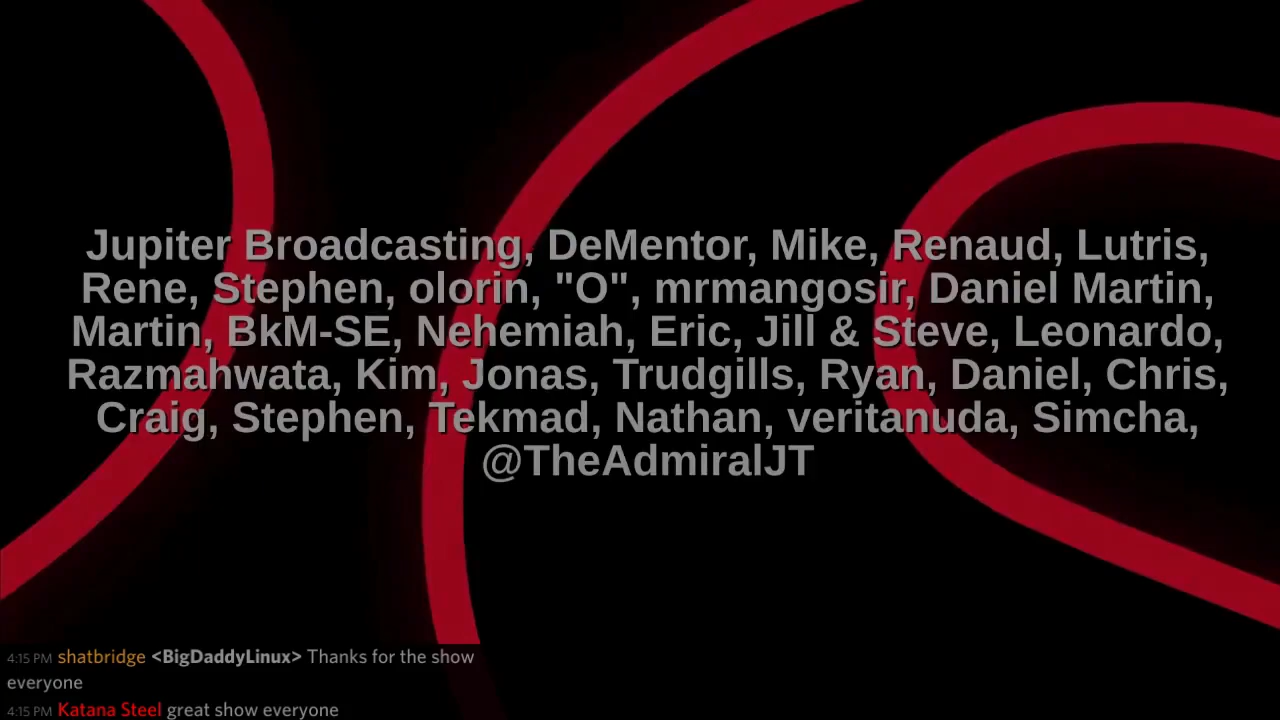 Jupiter Broadcasting, DeMentor, Mike, Renaud, Lutris,
Rene, Stephen, olorin, "O", mrmangosir, Daniel Martin,
Martin, BkM-SE, Nehemiah, Eric, Jill & Steve, Leonardo,
Razmahwata, Kim, Jonas, Trudgills, Ryan, Daniel, Chris,
Craig, Stephen, Tekmad, Nathan, veritanuda, Simcha,
@TheAdmiralJT
4:15 PM shatbridge <BigDaddyLinux> Thanks for the show
everyone
4:15 PM Katana Steel great show everyone